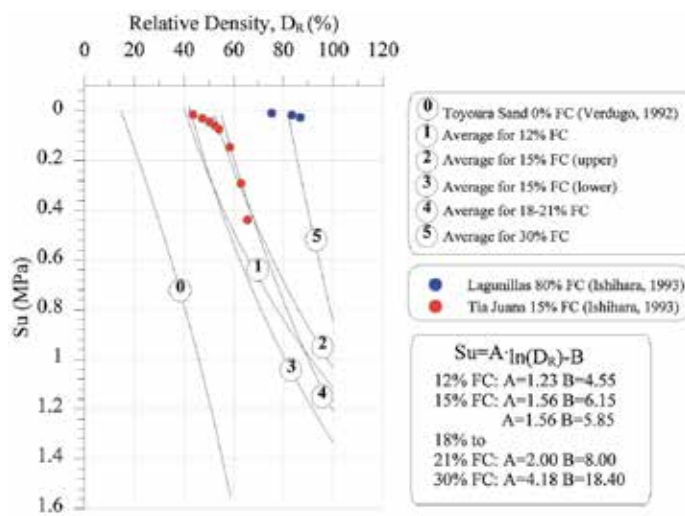 Relative Density, DR (%)
0 20 40 60 80 100 120
0
0.2
0.4
0.6
0.8
1
1.2
1.4
1.6
Su (MPa)
0
1
2
3
4
5
0 Toyoura Sand 0% FC (Verdugo, 1992)
1 Average for 12% FC
2 Average for 15% FC (upper)
3 Average for 15% FC (lower)
4 Average for 18-21% FC
5 Average for 30% FC
Lagunillas 80% FC (Ishihara, 1993)
Tia Juana 15% FC (Ishihara, 1993)
Su=A·ln(DR)-B
12% FC: A=1.23 B=4.55
15% FC: A=1.56 B=6.15
A=1.56 B=5.85
18% to
21% FC: A=2.00 B=8.00
30% FC: A=4.18 B=18.40